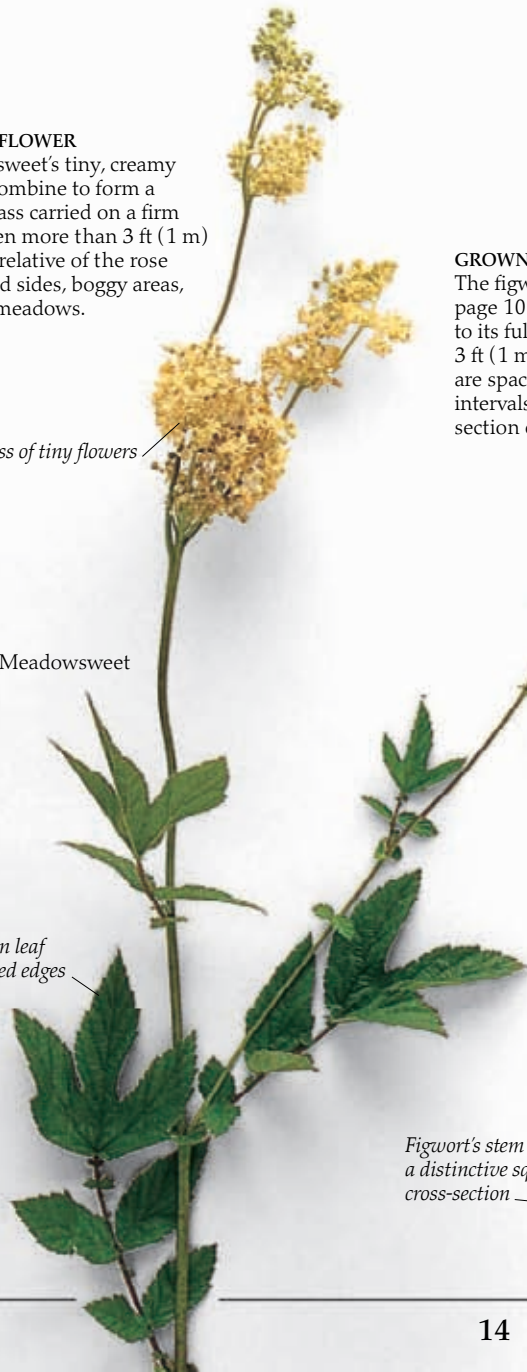 FLOWER
sweet's tiny, creamy
ombine to form a
ass carried on a firm
en more than 3 ft (1 m)
relative of the rose
d sides, boggy areas,
meadows.
GROWN
The figw
page 10
to its ful
3 ft (1 m
are spac
intervals
section
ss of tiny flowers
Meadowsweet
n leaf
ed edges
Figwort's stem
a distinctive sq
cross-section
14